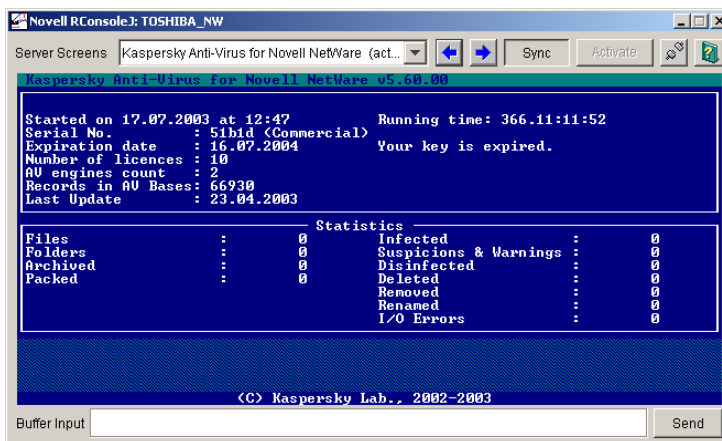 Novell RConsoleJ: TOSHIBA_NW
Server Screens Kaspersky Anti-Virus for Novell NetWare (act... Sync Activate
Kaspersky Anti-Virus for Novell NetWare v5.60.00
Started on 17.07.2003 at 12:47 Running time: 366.11:11:52
Serial No. : 51b1d (Commercial)
Expiration date : 16.07.2004 Your key is expired.
Number of licences : 10
AV engines count : 2
Records in AV Bases: 66930
Last Update : 23.04.2003
Statistics
Files : 0 Infected : 0
Folders : 0 Suspicions & Warnings : 0
Archived : 0 Disinfected : 0
Packed : 0 Deleted : 0
Removed : 0
Renamed : 0
I/O Errors : 0
(C) Kaspersky Lab., 2002-2003
Buffer Input Send